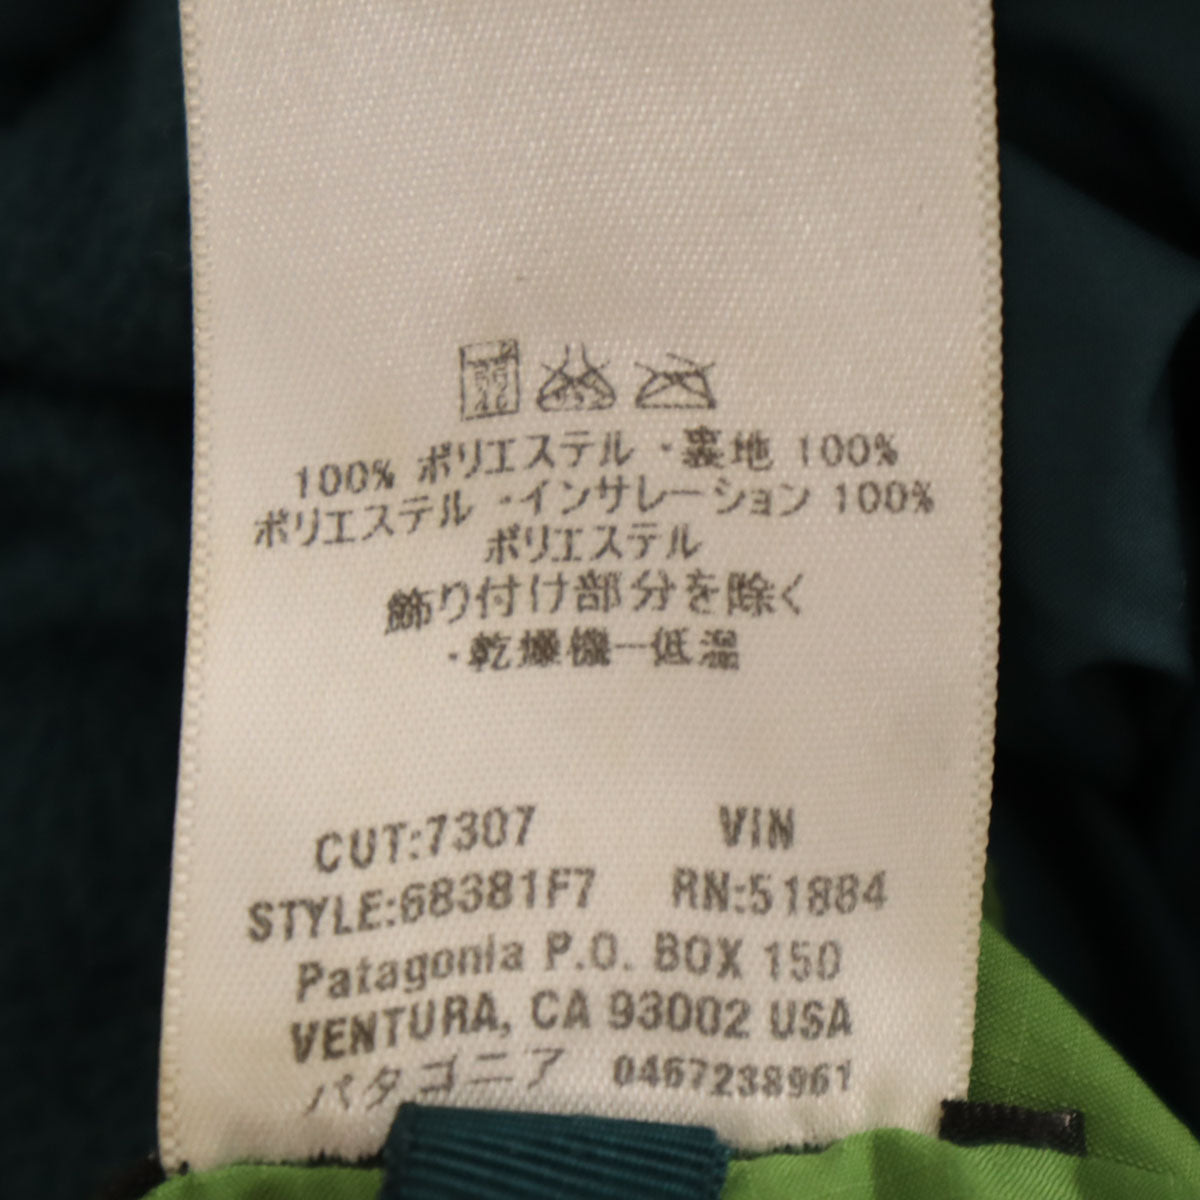 100% ポリエステル ・裏地 100%
ポリエステル ・インサレーション 100%
ポリエステル
飾り付け部分を除く
・乾燥機ー低温
CUT:7307 VIN
STYLE:68381F7 RN:51884
Patagonia P.O. BOX 150
VENTURA, CA 93002 USA
パタゴニア 0467238961